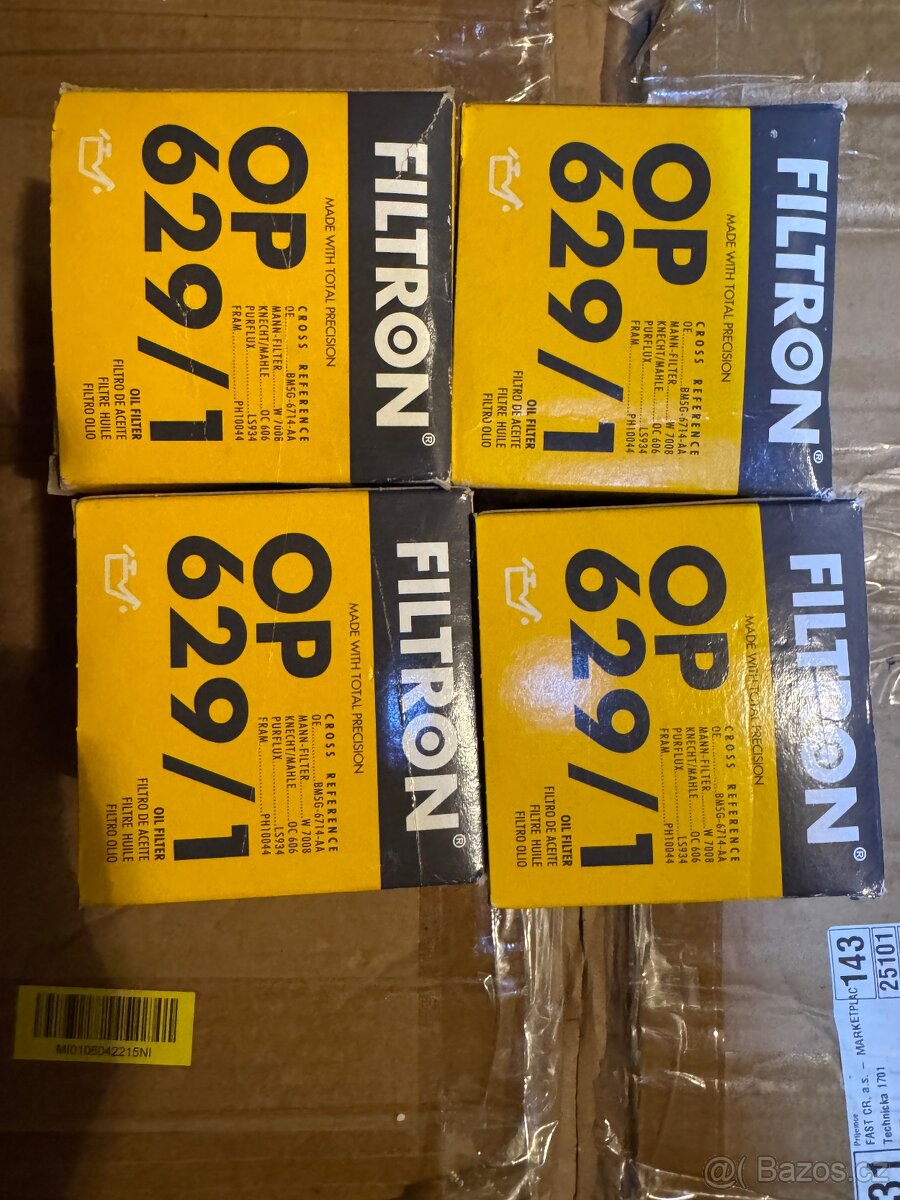 FILTRON®
MADE WITH TOTAL PRECISION
OP
629/1
CROSS REFERENCE
OE.......BM5G-6714-AA
MANN-FILTER.......W 7008
KNECHT/MAHLE.......OC 606
PURFLUX.......LS934
FRAM.......PH10044
OIL FILTER
FILTRO DE ACEITE
FILTRE HUILE
FILTRO OLIO
FILTRON®
MADE WITH TOTAL PRECISION
OP
629/1
CROSS REFERENCE
OE.......BM5G-6714-AA
MANN-FILTER.......W 7008
KNECHT/MAHLE.......OC 606
PURFLUX.......LS934
FRAM.......PH10044
OIL FILTER
FILTRO DE ACEITE
FILTRE HUILE
FILTRO OLIO
FILTRON®
MADE WITH TOTAL PRECISION
OP
629/1
CROSS REFERENCE
OE.......BM5G-6714-AA
MANN-FILTER.......W 7008
KNECHT/MAHLE.......OC 606
PURFLUX.......LS934
FRAM.......PH10044
OIL FILTER
FILTRO DE ACEITE
FILTRE HUILE
FILTRO OLIO
FILTRON®
MADE WITH TOTAL PRECISION
OP
629/1
CROSS REFERENCE
OE.......BM5G-6714-AA
MANN-FILTER.......W 7008
KNECHT/MAHLE.......OC 606
PURFLUX.......LS934
FRAM.......PH10044
OIL FILTER
FILTRO DE ACEITE
FILTRE HUILE
FILTRO OLIO
MI0106042215NI
143
25101
Příjemce
FAST ČR, a.s. - MARKETPLAC
Technicka 1701
31
@( Bazos.cz